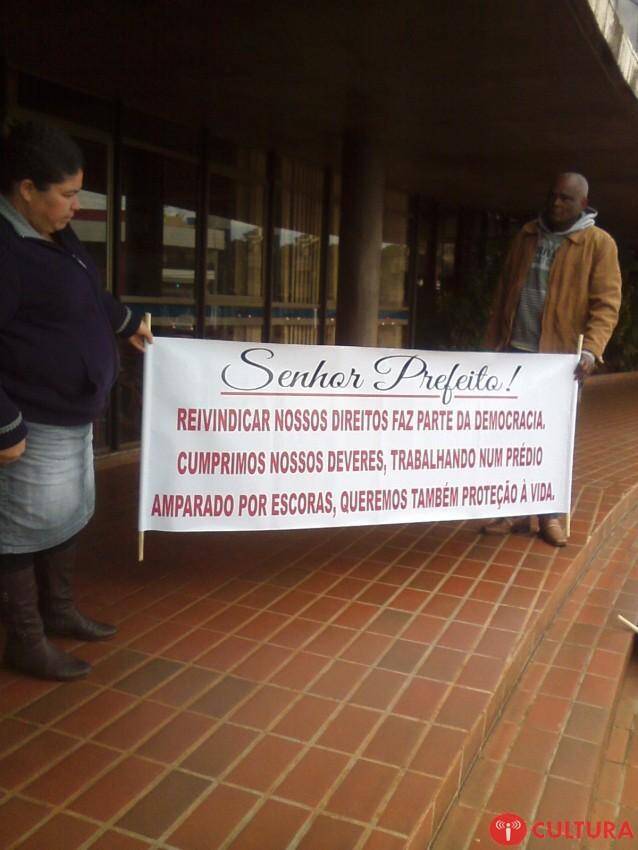 Senhor Prefeito!
REIVINDICAR NOSSOS DIREITOS FAZ PARTE DA DEMOCRACIA.
CUMPRIMOS NOSSOS DEVERES, TRABALHANDO NUM PRÉDIO
AMPARADO POR ESCORAS, QUEREMOS TAMBÉM PROTEÇÃO À VIDA.
CULTURA